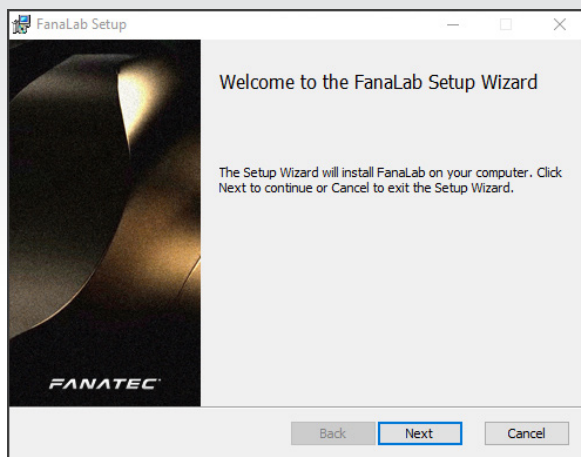 FanaLab Setup
Welcome to the FanaLab Setup Wizard
The Setup Wizard will install FanaLab on your computer. Click
Next to continue or Cancel to exit the Setup Wizard.
FANATEC
Back Next Cancel